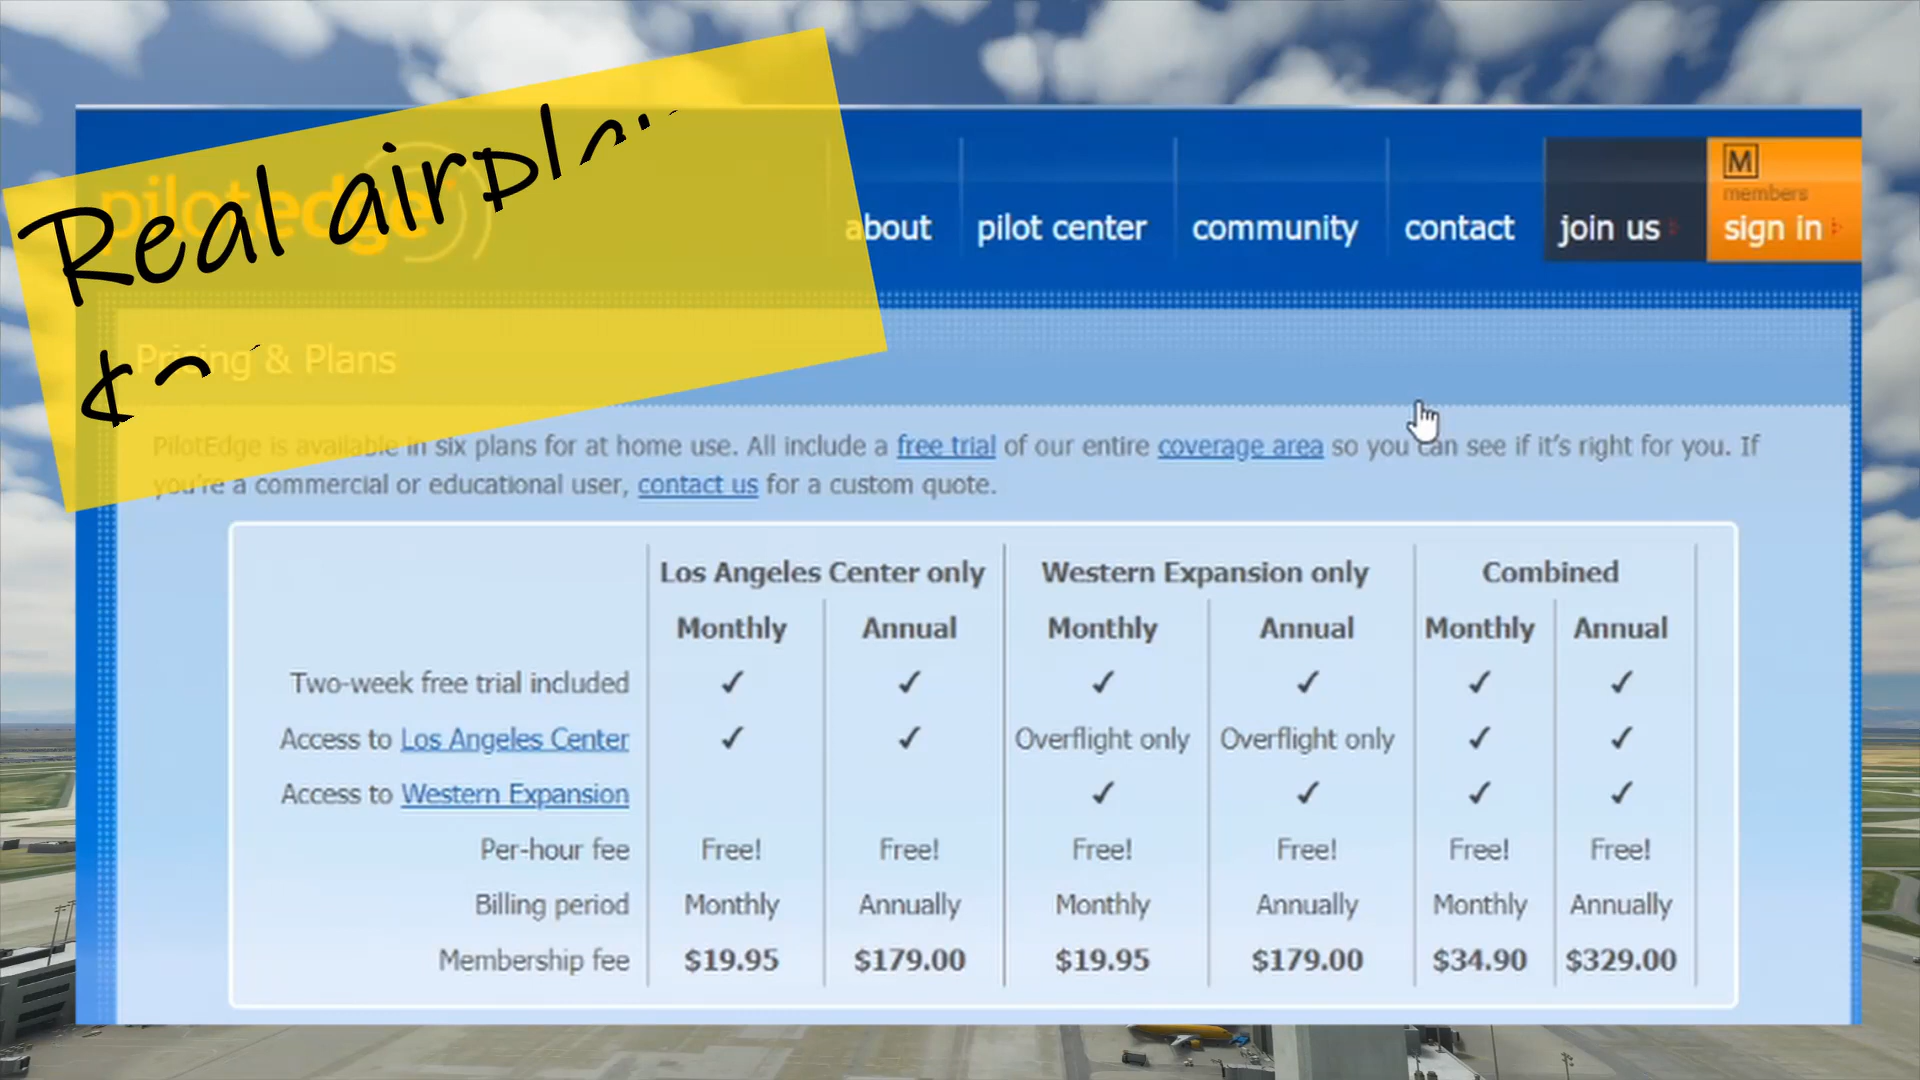 Real
pilotedge
about pilot center community contact join us M members sign in
Pricing & Plans
PilotEdge is available in six plans for at home use. All include a free trial of our entire coverage area so you can see if it's right for you. If
you're a commercial or educational user, contact us for a custom quote.
Los Angeles Center only Western Expansion only Combined
Monthly Annual Monthly Annual Monthly Annual
Two-week free trial included ✓ ✓ ✓ ✓ ✓ ✓
Access to Los Angeles Center ✓ ✓ Overflight only Overflight only ✓ ✓
Access to Western Expansion ✓ ✓ ✓ ✓
Per-hour fee Free! Free! Free! Free! Free! Free!
Billing period Monthly Annually Monthly Annually Monthly Annually
Membership fee $19.95 $179.00 $19.95 $179.00 $34.90 $329.00